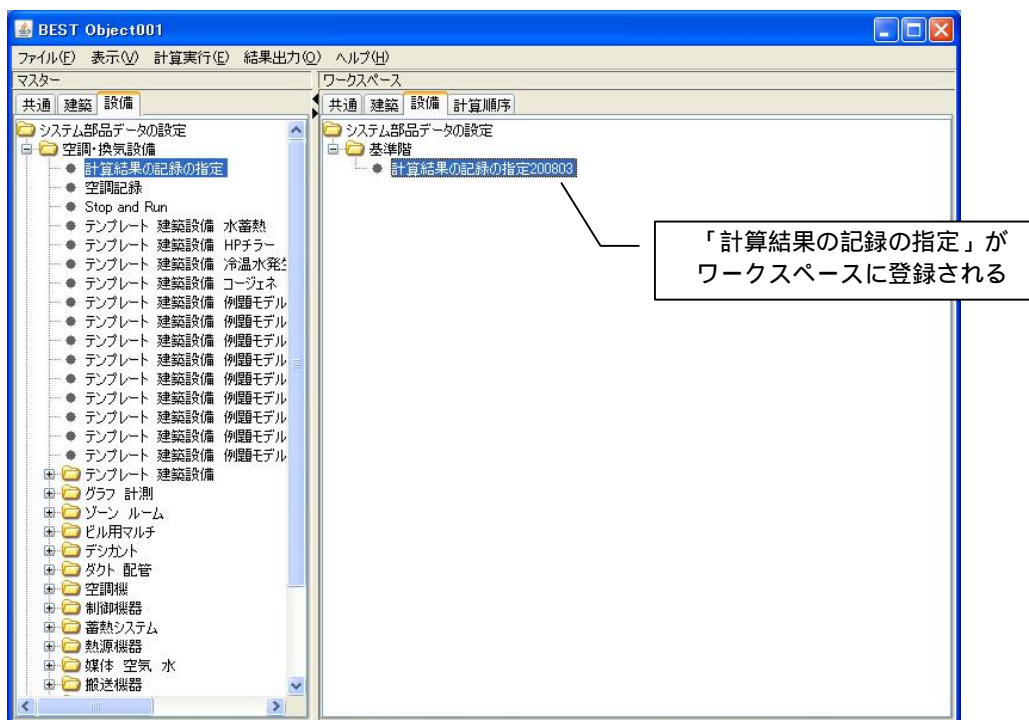 BEST Object001
ファイル(F) 表示(V) 計算実行(E) 結果出力(O) ヘルプ(H)
マスター
共通 建築 設備
システム部品データの設定
空調・換気設備
計算結果の記録の指定
空調記録
Stop and Run
テンプレート 建築設備 水蓄熱
テンプレート 建築設備 HPチラー
テンプレート 建築設備 冷温水発生
テンプレート 建築設備 コージェネ
テンプレート 建築設備 例題モデル
テンプレート 建築設備 例題モデル
テンプレート 建築設備 例題モデル
テンプレート 建築設備 例題モデル
テンプレート 建築設備 例題モデル
テンプレート 建築設備 例題モデル
テンプレート 建築設備 例題モデル
テンプレート 建築設備 例題モデル
テンプレート 建築設備 例題モデル
テンプレート 建築設備
グラフ 計測
ゾーン ルーム
ビル用マルチ
デシカント
ダクト 配管
空調機
制御機器
蓄熱システム
熱源機器
媒体 空気 水
搬送機器
ワークスペース
共通 建築 設備 計算順序
システム部品データの設定
基準階
計算結果の記録の指定200803
「計算結果の記録の指定」が
ワークスペースに登録される